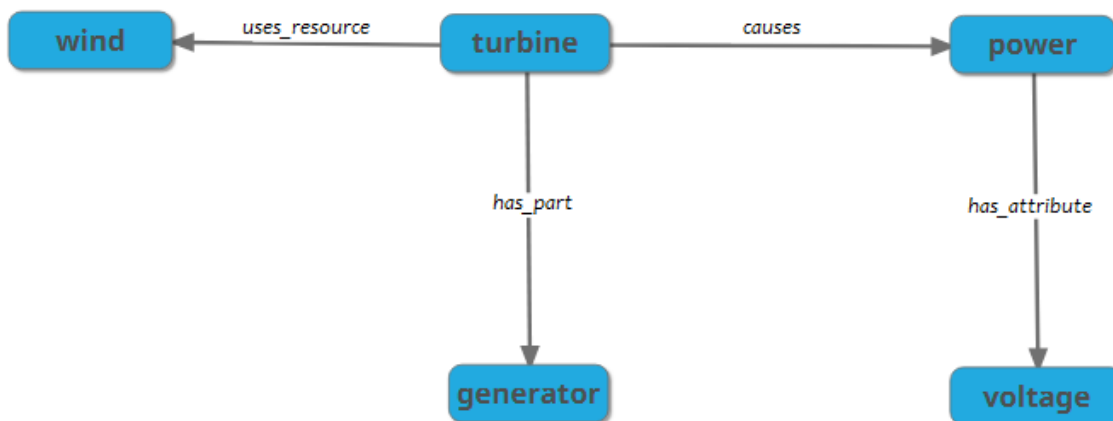 wind
uses_resource
turbine
causes
power
has_part
has_attribute
generator
voltage